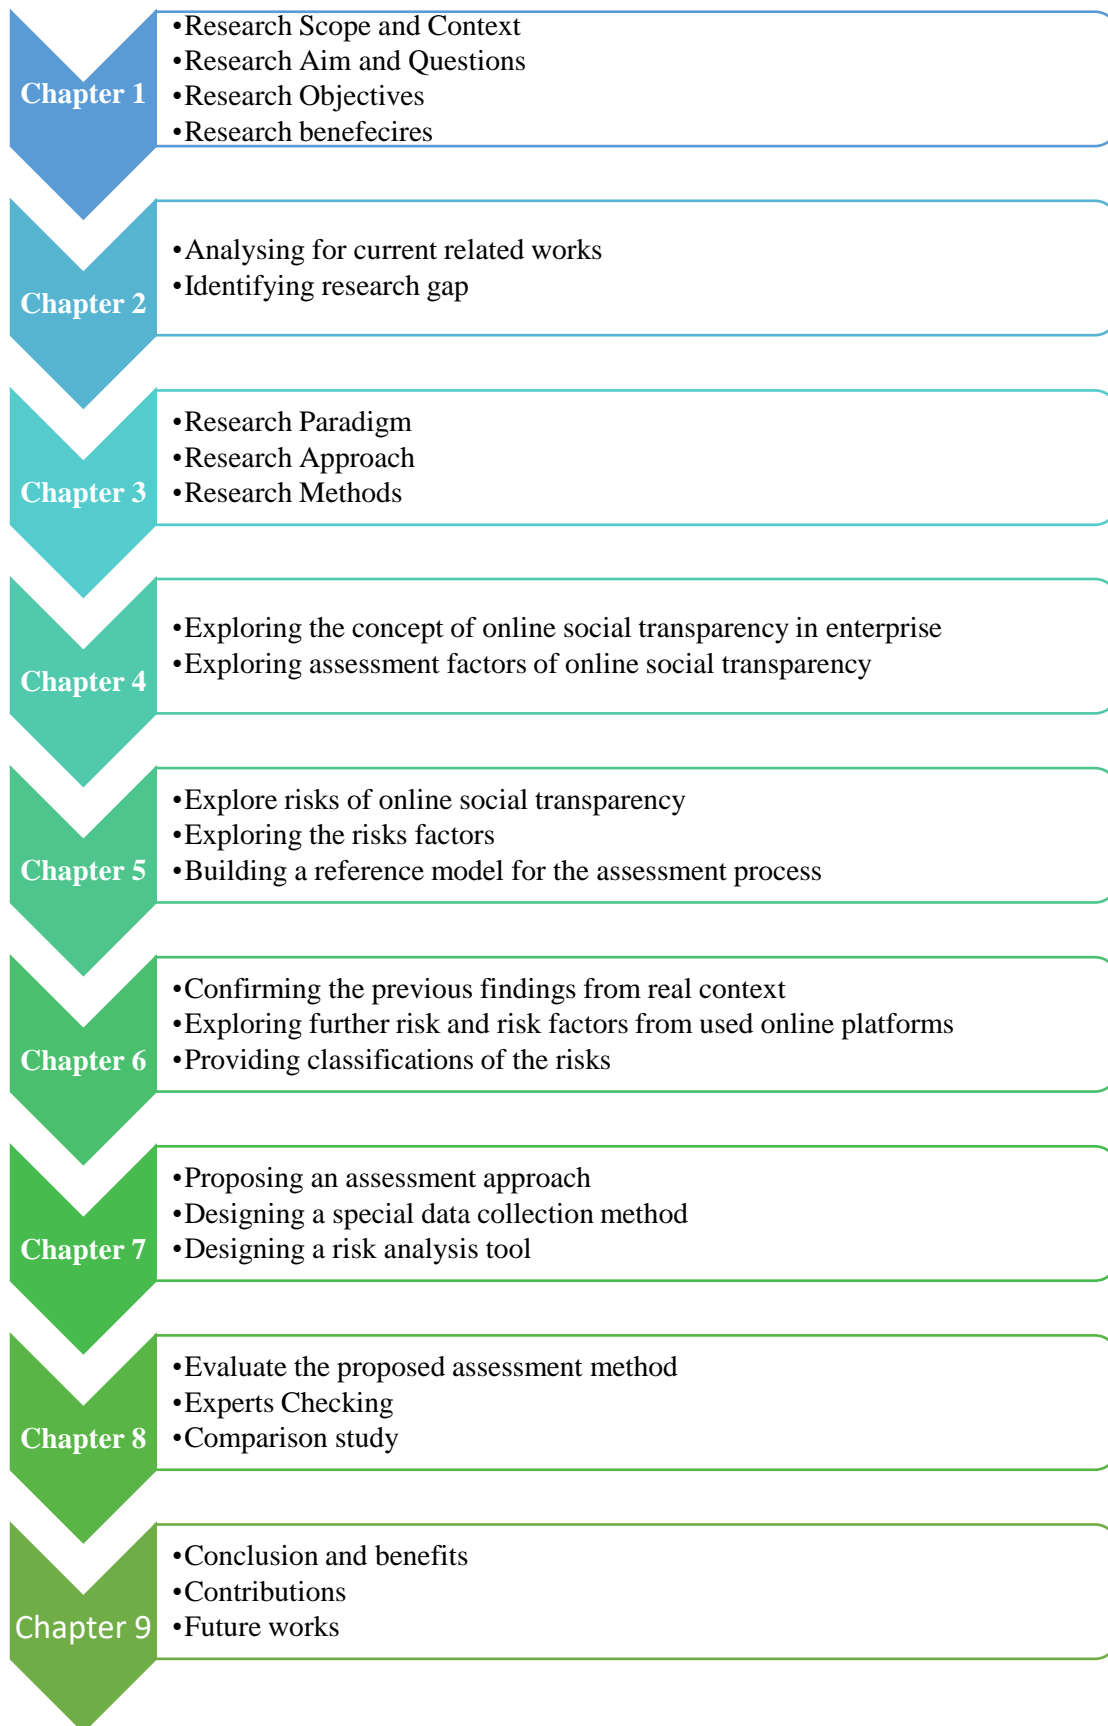 Chapter 1
•Research Scope and Context
•Research Aim and Questions
•Research Objectives
•Research benefecires
Chapter 2
•Analysing for current related works
•Identifying research gap
Chapter 3
•Research Paradigm
•Research Approach
•Research Methods
Chapter 4
•Exploring the concept of online social transparency in enterprise
•Exploring assessment factors of online social transparency
Chapter 5
•Explore risks of online social transparency
•Exploring the risks factors
•Building a reference model for the assessment process
Chapter 6
•Confirming the previous findings from real context
•Exploring further risk and risk factors from used online platforms
•Providing classifications of the risks
Chapter 7
•Proposing an assessment approach
•Designing a special data collection method
•Designing a risk analysis tool
Chapter 8
•Evaluate the proposed assessment method
•Experts Checking
•Comparison study
Chapter 9
•Conclusion and benefits
•Contributions
•Future works